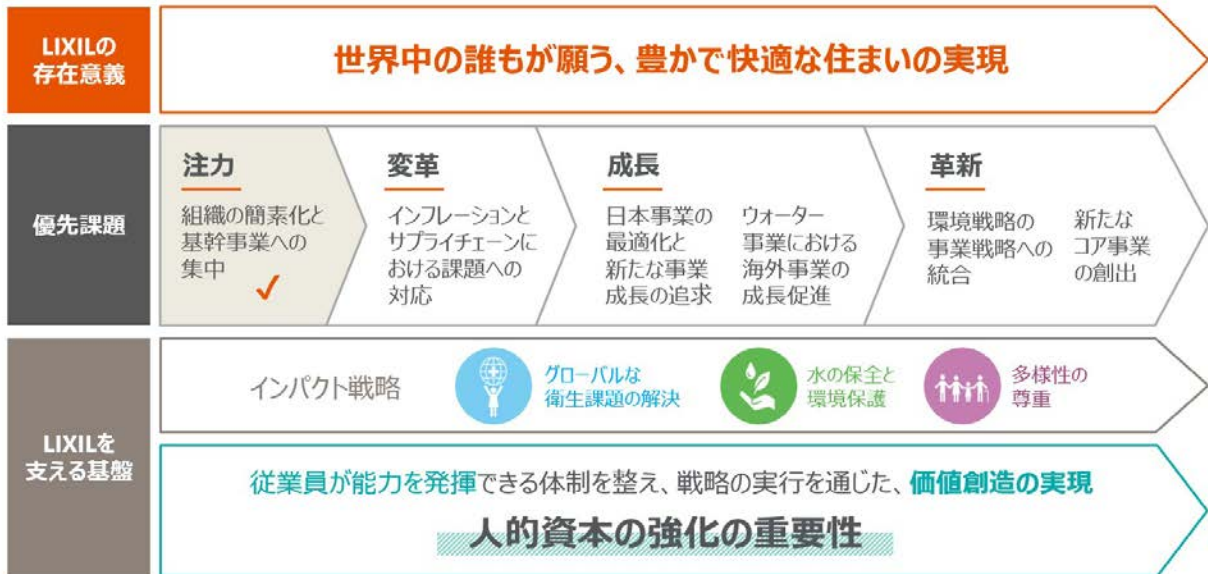 LIXILの
存在意義
世界中の誰もが願う、豊かで快適な住まいの実現
優先課題
注力
組織の簡素化と
基幹事業への
集中
変革
インフレーションと
サプライチェーンに
おける課題への
対応
成長
日本事業の
最適化と
新たな事業
成長の追求
ウォーター
事業における
海外事業の
成長促進
革新
環境戦略の
事業戦略への
統合
新たな
コア事業
の創出
LIXILを
支える基盤
インパクト戦略
グローバルな
衛生課題の解決
水の保全と
環境保護
多様性の
尊重
従業員が能力を発揮できる体制を整え、戦略の実行を通じた、価値創造の実現
人的資本の強化の重要性